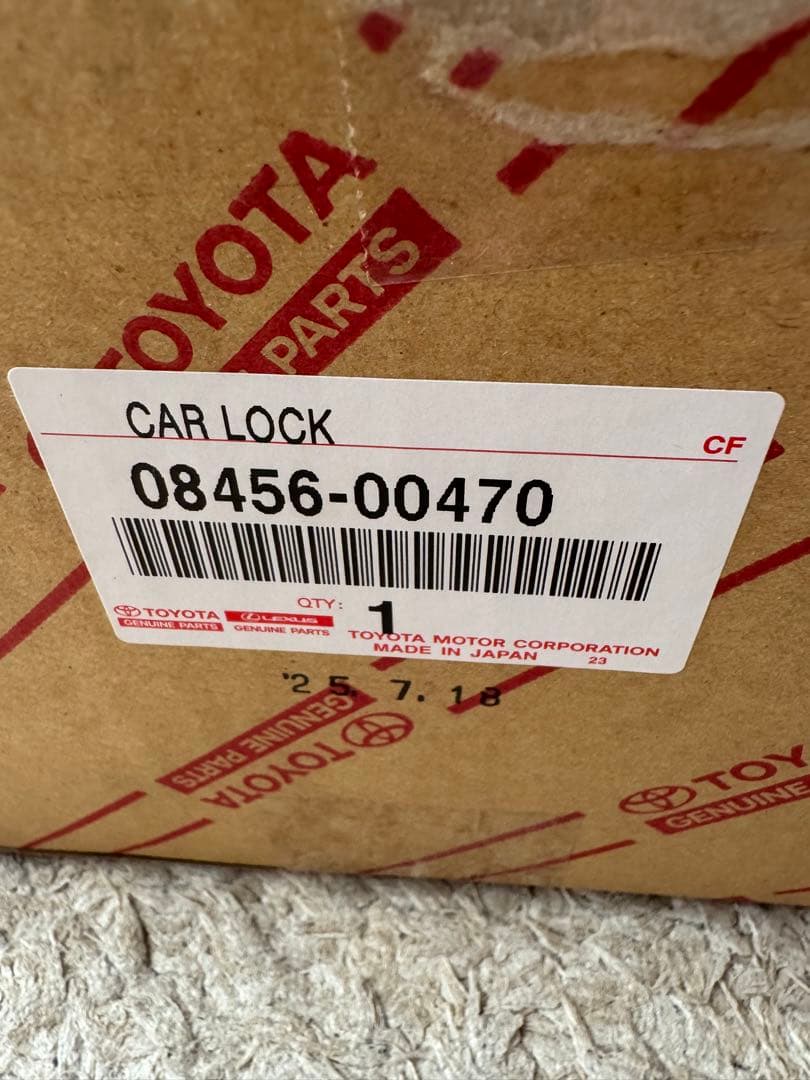 TOYOTA
PARTS
CAR LOCK
CF
08456-00470
TOYOTA
GENUINE PARTS
LEXUS
GENUINE PARTS
QTY: 1
TOYOTA MOTOR CORPORATION
MADE IN JAPAN 23
'25. 7. 18
GENUINE PARTS
TOYOTA
TOY
GENUINE